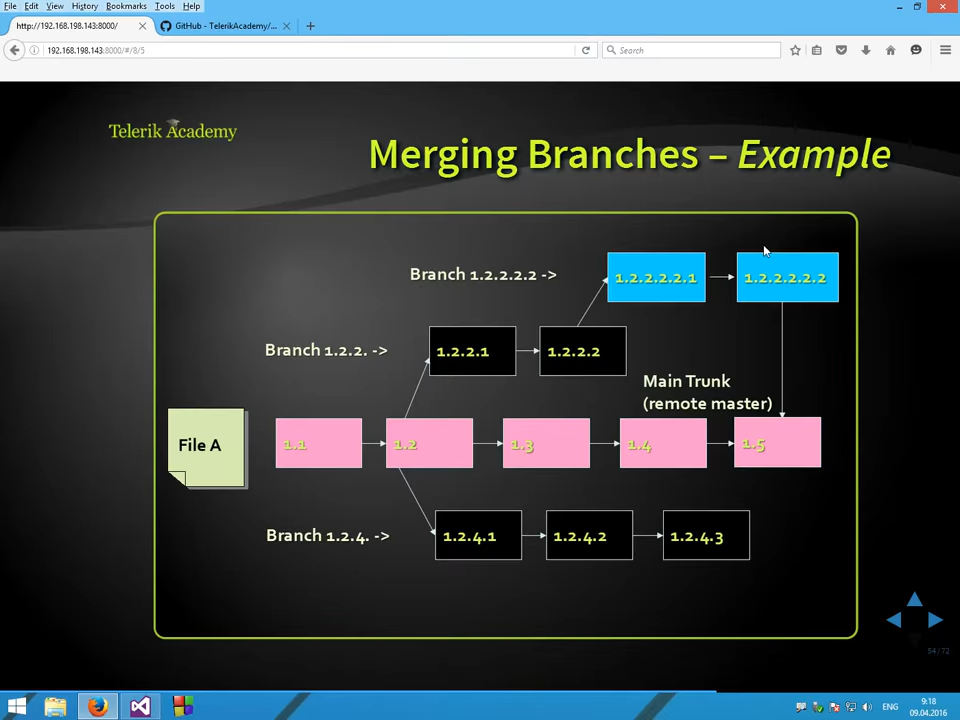 File Edit View History Bookmarks Tools Help
http://192.168.198.143:8000/
GitHub - TelerikAcademy/...
192.168.198.143:8000/#/8/5
Search
Telerik Academy
Merging Branches – Example
Branch 1.2.2.2.2 ->
1.2.2.2.2.1
1.2.2.2.2.2
Branch 1.2.2. ->
1.2.2.1
1.2.2.2
Main Trunk
(remote master)
File A
1.1
1.2
1.3
1.4
1.5
Branch 1.2.4. ->
1.2.4.1
1.2.4.2
1.2.4.3
54 / 72
ENG
9:18
09.04.2016